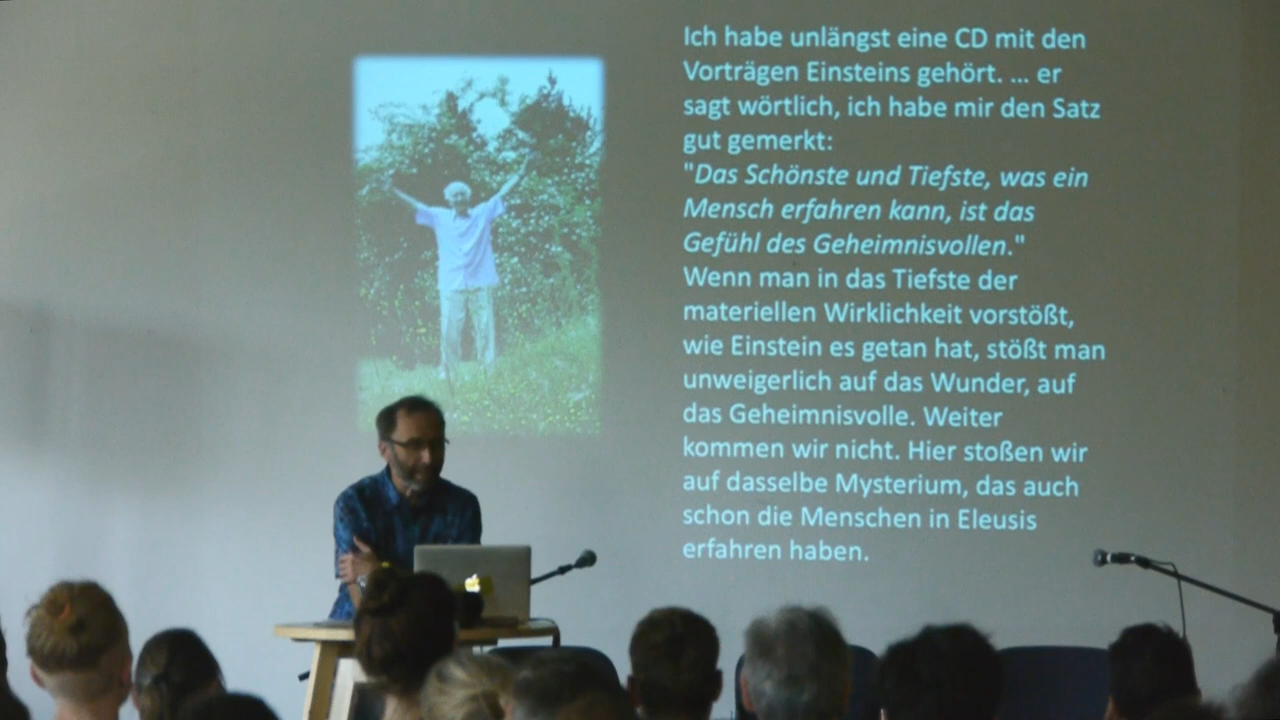 Ich habe unlängst eine CD mit den
Vorträgen Einsteins gehört. ... er
sagt wörtlich, ich habe mir den Satz
gut gemerkt:
"Das Schönste und Tiefste, was ein
Mensch erfahren kann, ist das
Gefühl des Geheimnisvollen."
Wenn man in das Tiefste der
materiellen Wirklichkeit vorstößt,
wie Einstein es getan hat, stößt man
unweigerlich auf das Wunder, auf
das Geheimnisvolle. Weiter
kommen wir nicht. Hier stoßen wir
auf dasselbe Mysterium, das auch
schon die Menschen in Eleusis
erfahren haben.